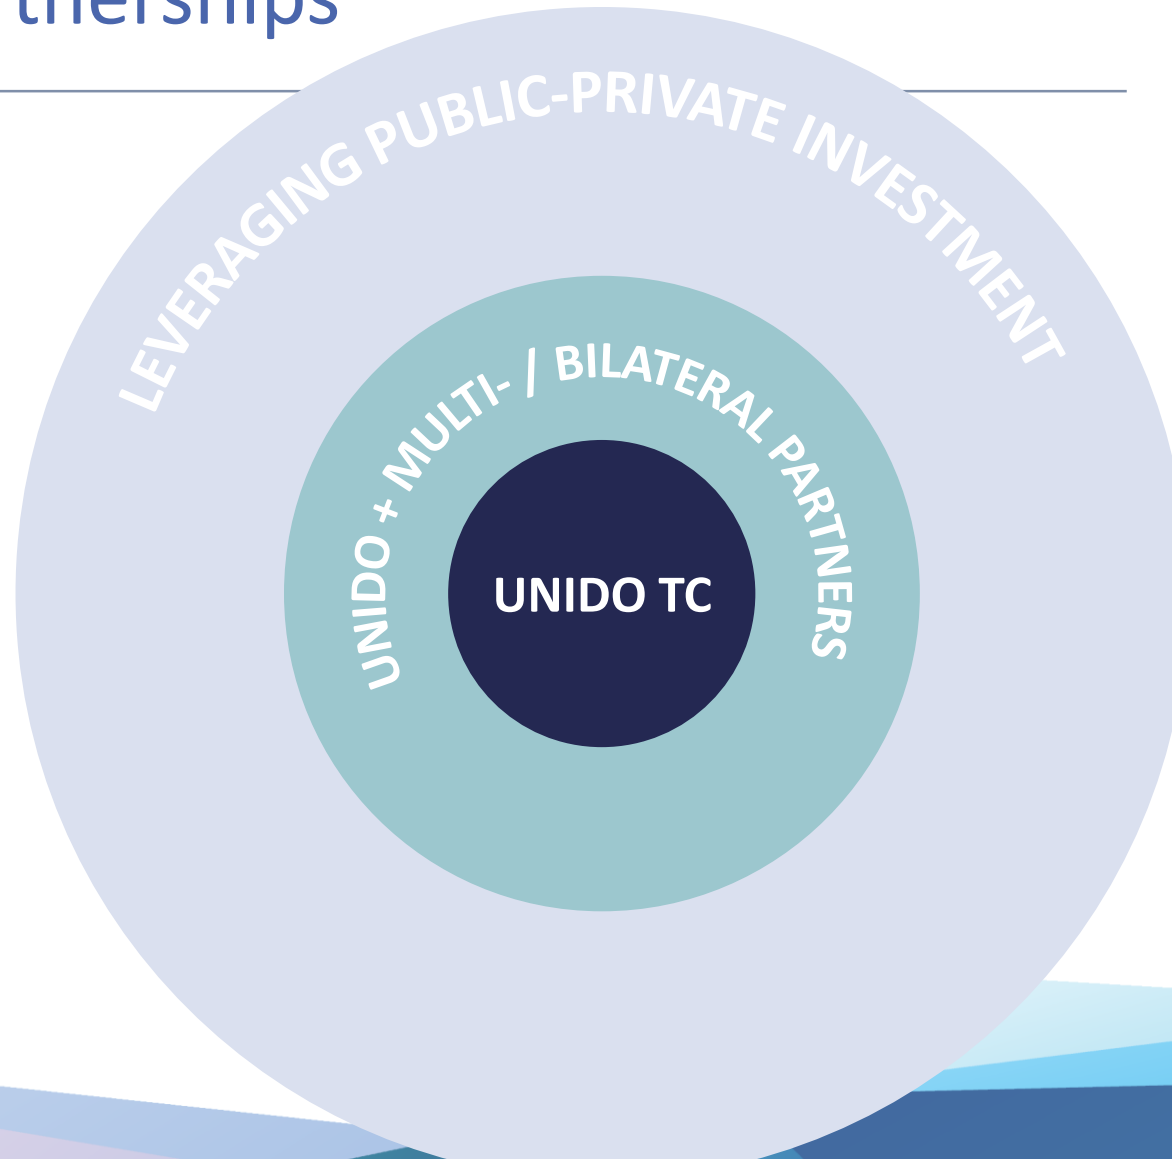 therships
LEVERAGING PUBLIC-PRIVATE INVESTMENT
UNIDO + MULTI- / BILATERAL PARTNERS
UNIDO TC